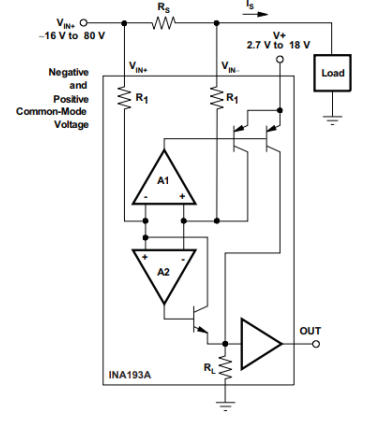 RS
IS
VIN+
−16 V to 80 V
V+
2.7 V to 18 V
VIN+
VIN−
Load
Negative
and
Positive
Common-Mode
Voltage
R1
R1
A1
- +
+ -
A2
OUT
RL
INA193A